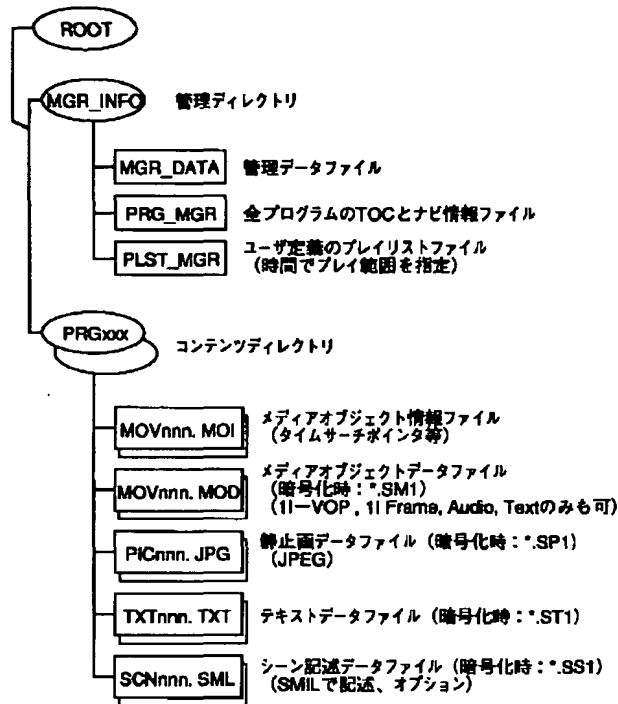 ROOT
MGR_INFO 管理ディレクトリ
MGR_DATA 管理データファイル
PRG_MGR 全プログラムのTOCとナビ情報ファイル
PLST_MGR ユーザ定義のプレイリストファイル
(時間でプレイ範囲を指定)
PRGxxx コンテンツディレクトリ
MOVnnn. MOI メディアオブジェクト情報ファイル
(タイムサーチポインタ等)
MOVnnn. MOD メディアオブジェクトデータファイル
(暗号化時:*.SM1)
(1I－VOP , 1I Frame, Audio, Textのみも可)
PICnnn. JPG 静止画データファイル (暗号化時:*.SP1)
(JPEG)
TXTnnn. TXT テキストデータファイル (暗号化時:*.ST1)
SCNnnn. SML シーン記述データファイル (暗号化時:*.SS1)
(SMILで記述、オプション)